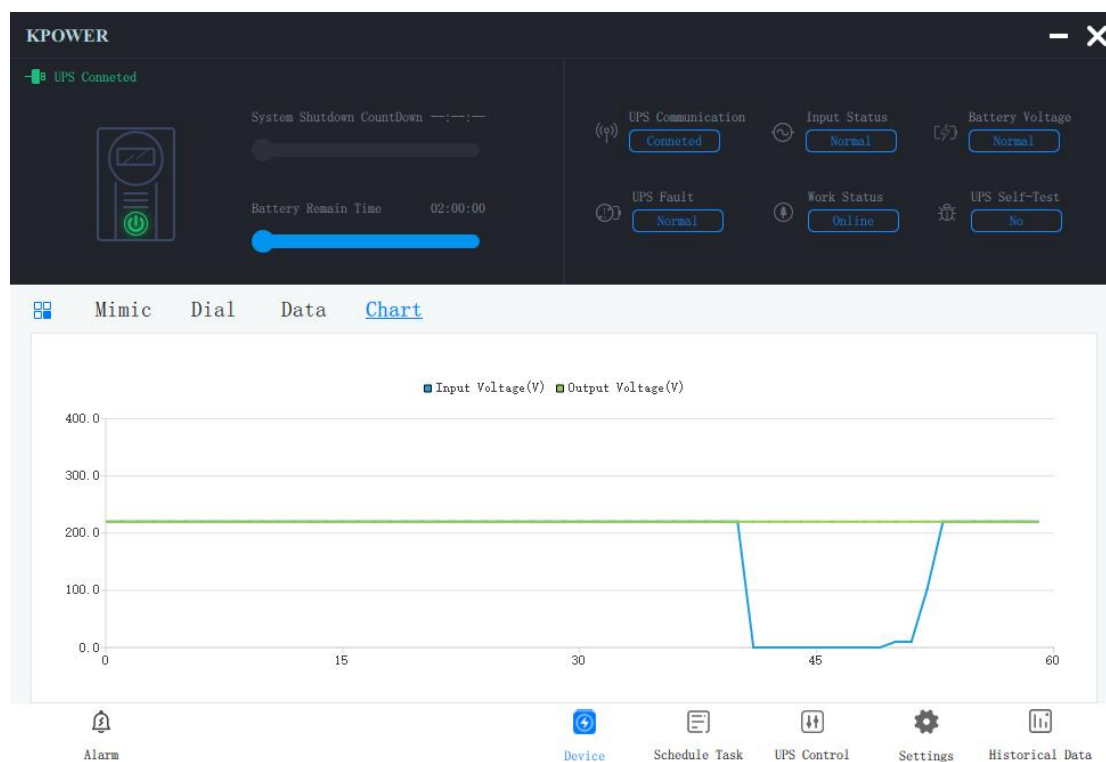 KPOWER
UPS Conneted
System Shutdown CountDown --:--:--
Battery Remain Time 02:00:00
UPS Communication
Conneted
Input Status
Normal
Battery Voltage
Normal
UPS Fault
Normal
Work Status
Online
UPS Self-Test
No
Mimic Dial Data Chart
Input Voltage(V) Output Voltage(V)
400.0
300.0
200.0
100.0
0.0
0 15 30 45 60
Alarm Device Schedule Task UPS Control Settings Historical Data